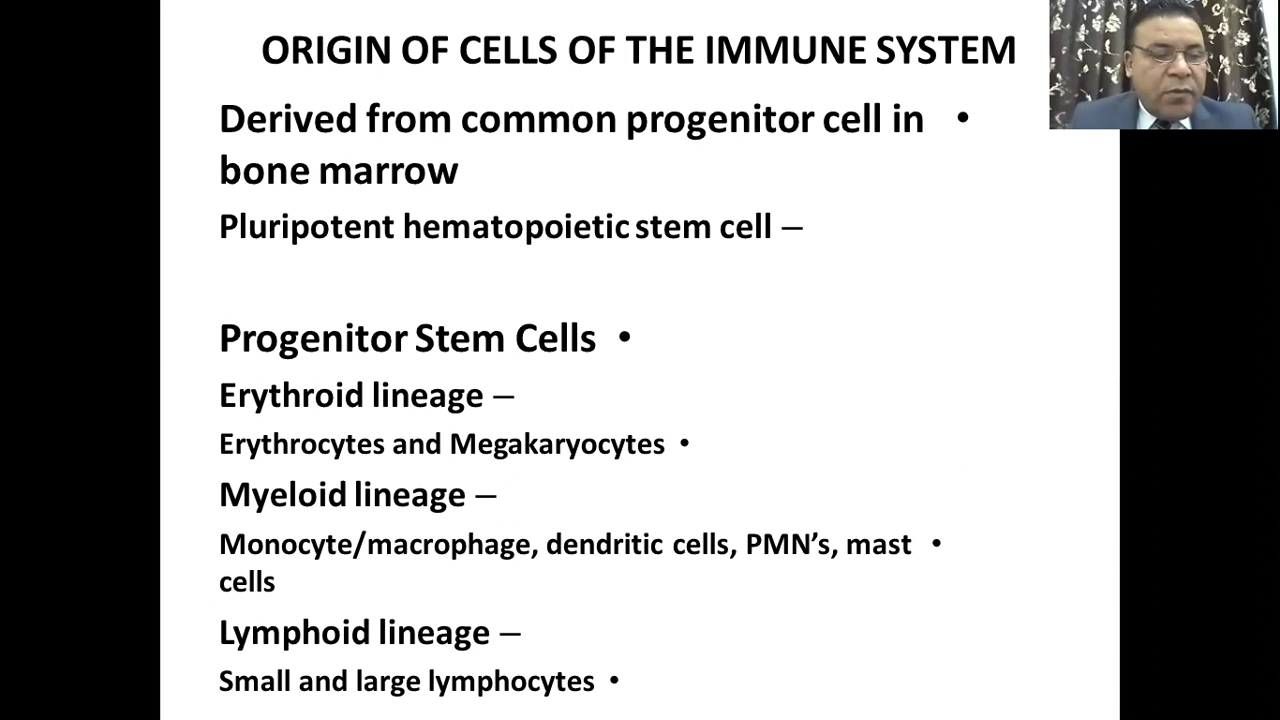 ORIGIN OF CELLS OF THE IMMUNE SYSTEM
Derived from common progenitor cell in •
bone marrow
Pluripotent hematopoietic stem cell –
Progenitor Stem Cells •
Erythroid lineage –
Erythrocytes and Megakaryocytes •
Myeloid lineage –
Monocyte/macrophage, dendritic cells, PMN’s, mast •
cells
Lymphoid lineage –
Small and large lymphocytes •